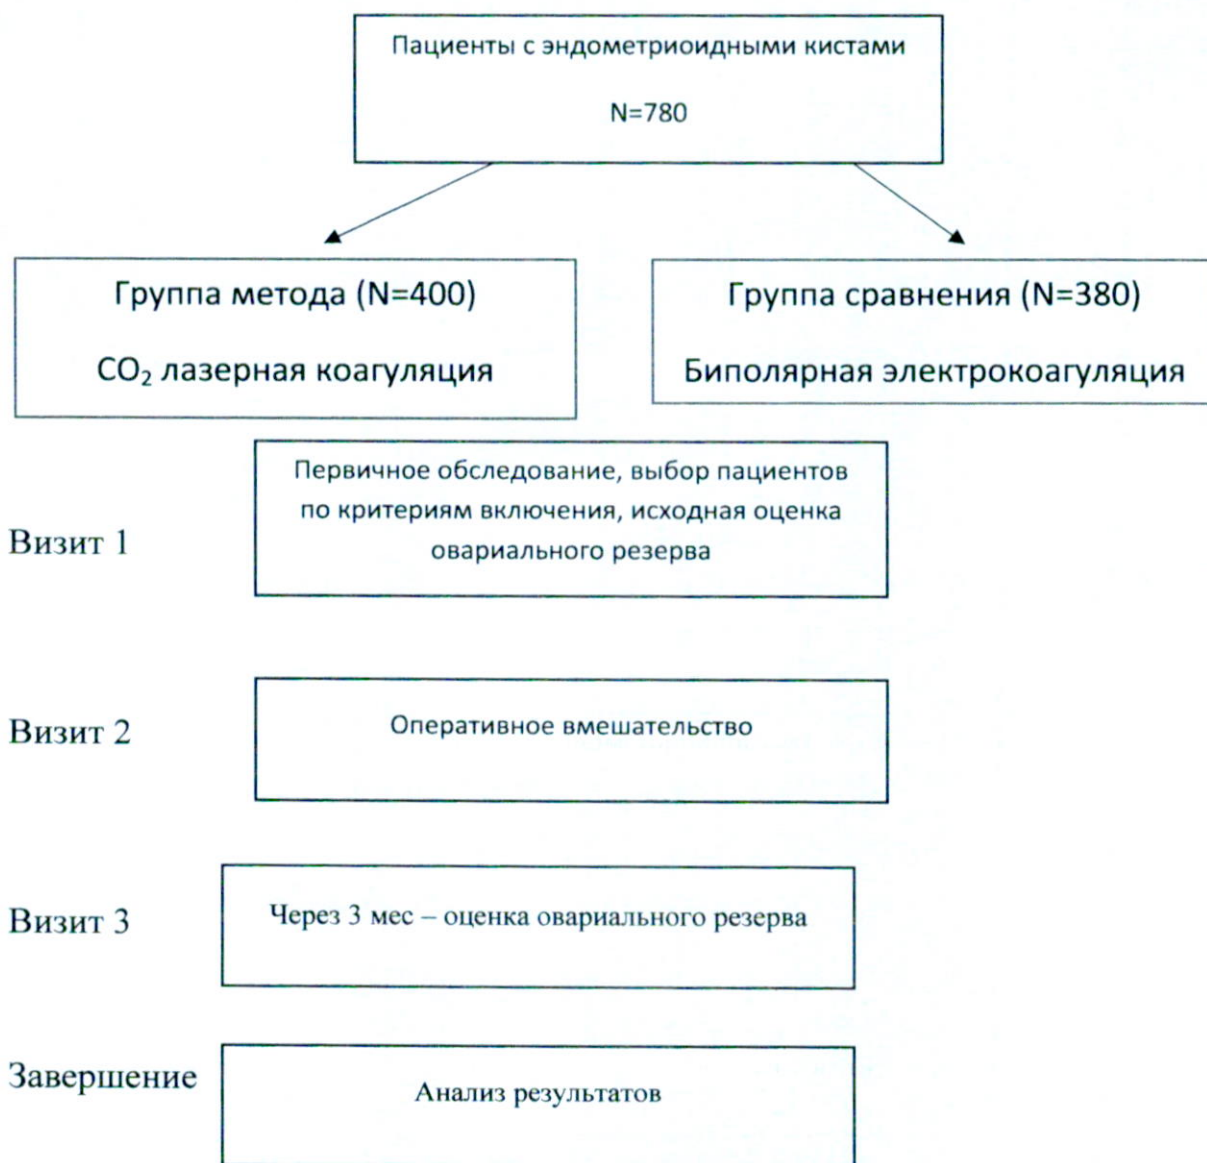 Пациенты с эндометриоидными кистами
N=780
Группа метода (N=400)
CO₂ лазерная коагуляция
Группа сравнения (N=380)
Биполярная электрокоагуляция
Визит 1
Первичное обследование, выбор пациентов
по критериям включения, исходная оценка
овариального резерва
Визит 2
Оперативное вмешательство
Визит 3
Через 3 мес – оценка овариального резерва
Завершение
Анализ результатов